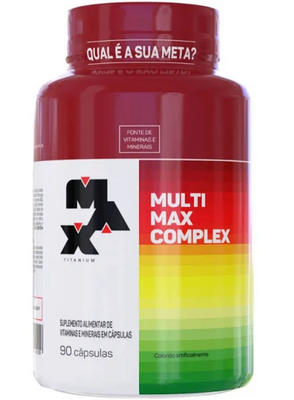 QUAL É A SUA META?
FONTE DE
VITAMINAS E
MINERAIS
MAX
TITANIUM
MULTI
MAX
COMPLEX
SUPLEMENTO ALIMENTAR DE
VITAMINAS E MINERAIS EM CÁPSULAS
90 cápsulas
Colorido artificialmente